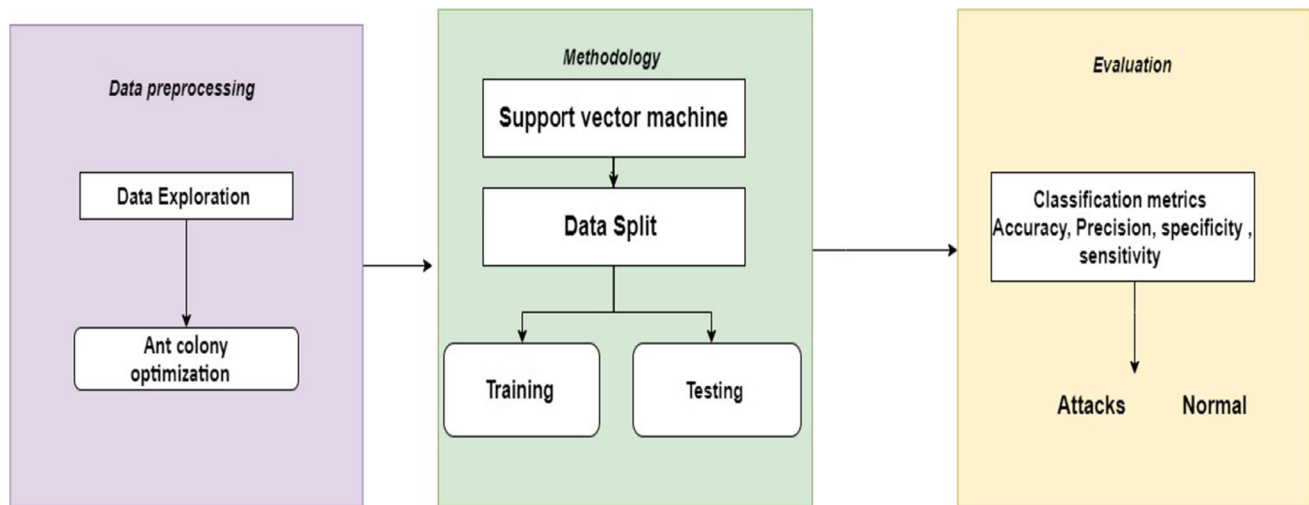 Data preprocessing
Data Exploration
Ant colony
optimization
Methodology
Support vector machine
Data Split
Training
Testing
Evaluation
Classification metrics
Accuracy, Precision, specificity ,
sensitivity
Attacks
Normal